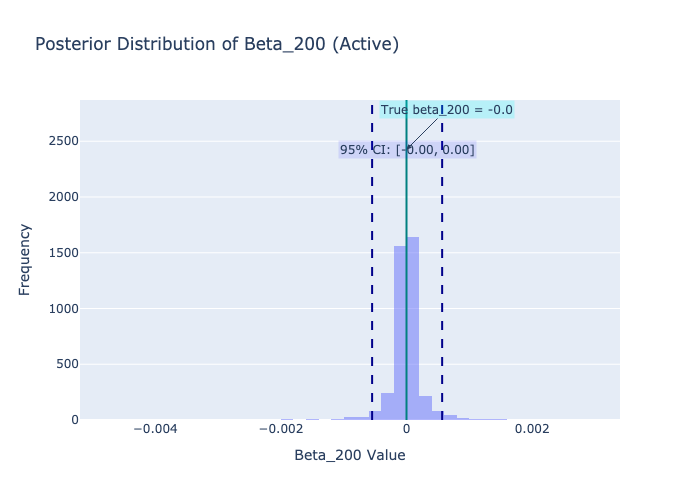 Posterior Distribution of Beta_200 (Active)
True beta_200 = -0.0
95% CI: [-0.00, 0.00]
2500
2000
1500
1000
500
0
Frequency
−0.004
−0.002
0
0.002
Beta_200 Value